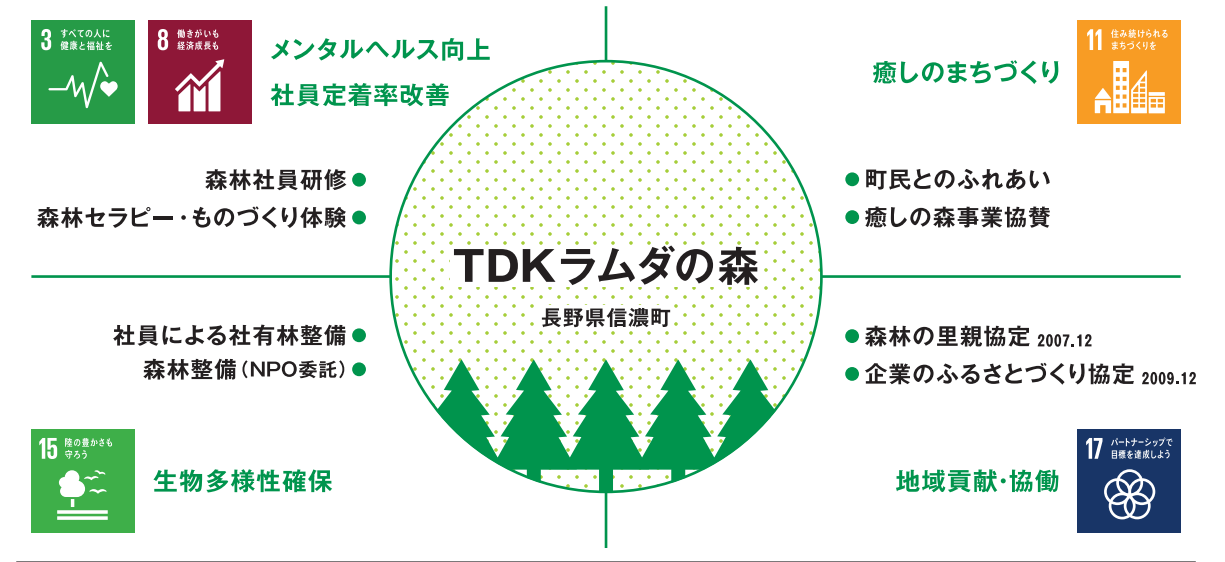 3 すべての人に
健康と福祉を
8 働きがいも
経済成長も
メンタルヘルス向上
社員定着率改善
森林社員研修●
森林セラピー・ものづくり体験●
癒しのまちづくり
11 住み続けられる
まちづくりを
●町民とのふれあい
●癒しの森事業協賛
TDKラムダの森
長野県信濃町
社員による社有林整備●
森林整備(NPO委託)●
15 陸の豊かさも
守ろう
生物多様性確保
●森林の里親協定 2007.12
●企業のふるさとづくり協定 2009.12
地域貢献・協働
17 パートナーシップで
目標を達成しよう